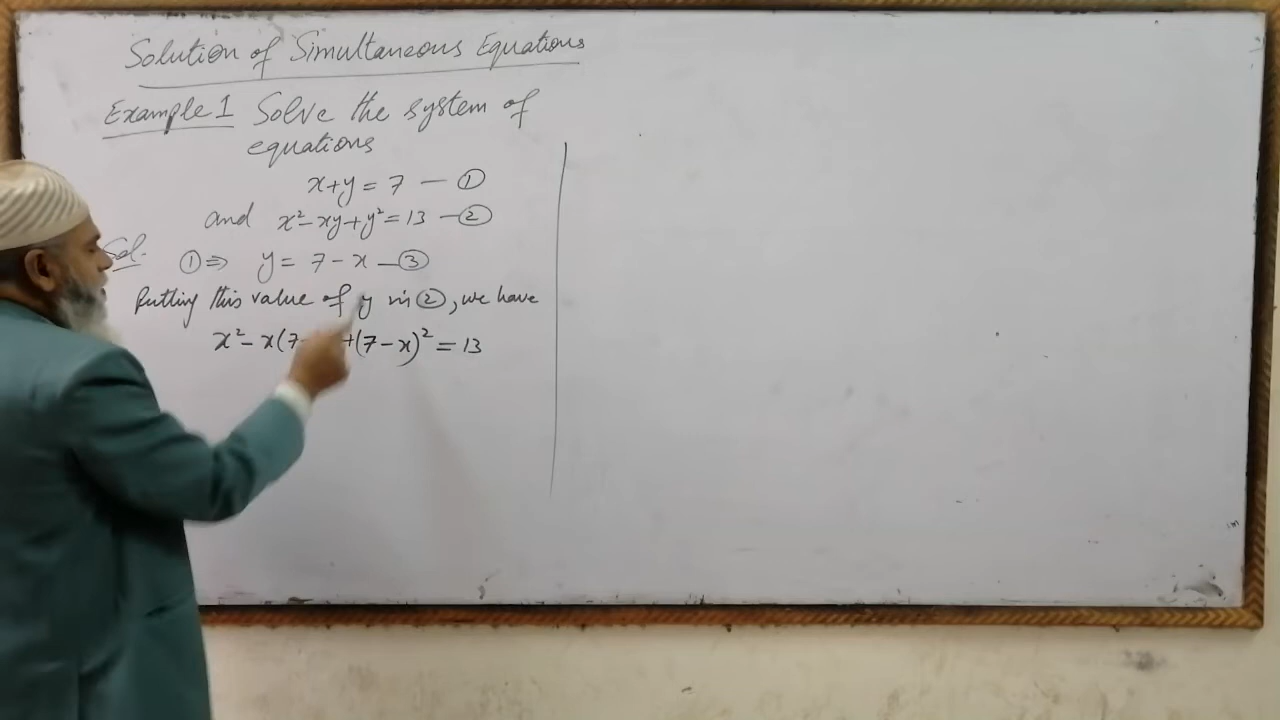 Solution of Simultaneous Equations
Example 1 Solve the system of
equations
x+y = 7 — ①
and x²-xy+y²=13 —②
Sol. ①⇒ y = 7-x —③
Putting this value of y in ②, we have
x²-x(7- +(7-x)² = 13